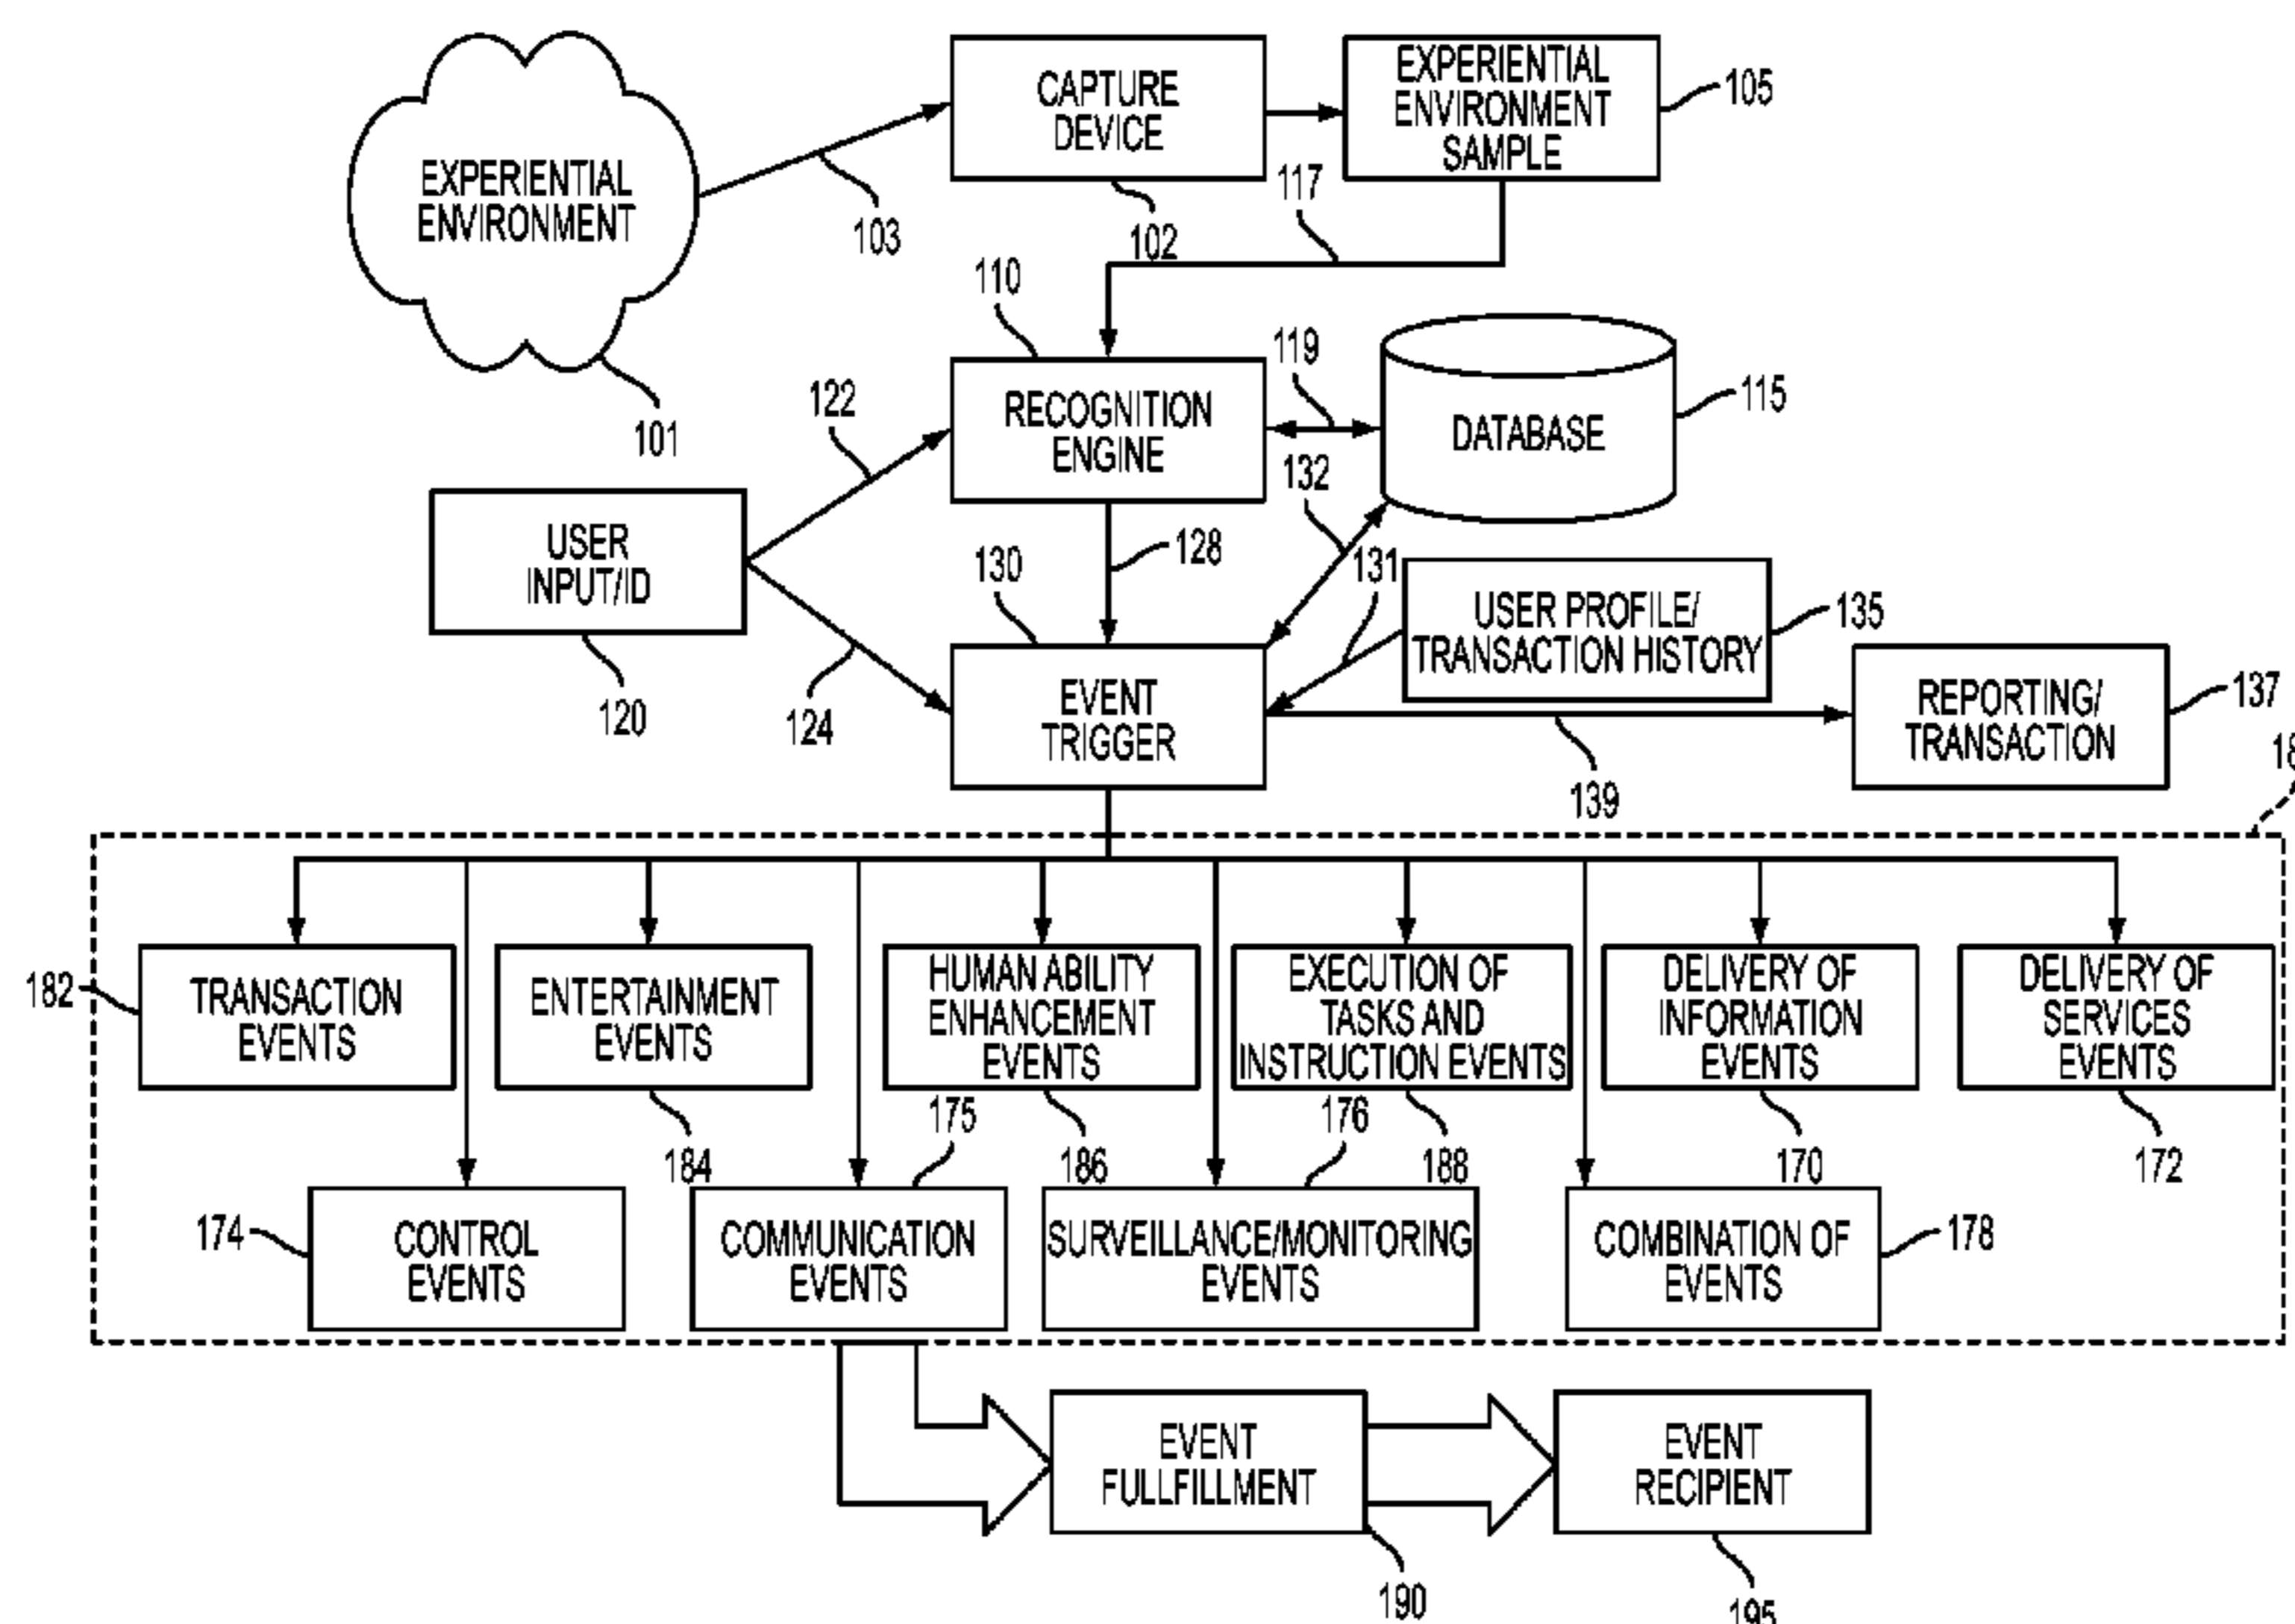 EXPERIENTIAL
ENVIRONMENT
101
103
CAPTURE
DEVICE
102
EXPERIENTIAL
ENVIRONMENT
SAMPLE
105
117
110
RECOGNITION
ENGINE
119
DATABASE
115
122
132
USER
INPUT/ID
120
124
128
130
131
EVENT
TRIGGER
USER PROFILE/
TRANSACTION HISTORY
135
REPORTING/
TRANSACTION
137
139
182
TRANSACTION
EVENTS
ENTERTAINMENT
EVENTS
184
HUMAN ABILITY
ENHANCEMENT
EVENTS
186
EXECUTION OF
TASKS AND
INSTRUCTION EVENTS
188
DELIVERY OF
INFORMATION
EVENTS
170
DELIVERY OF
SERVICES
EVENTS
172
174
CONTROL
EVENTS
175
COMMUNICATION
EVENTS
176
SURVEILLANCE/MONITORING
EVENTS
COMBINATION OF
EVENTS
178
EVENT
FULLFILLMENT
190
EVENT
RECIPIENT
195